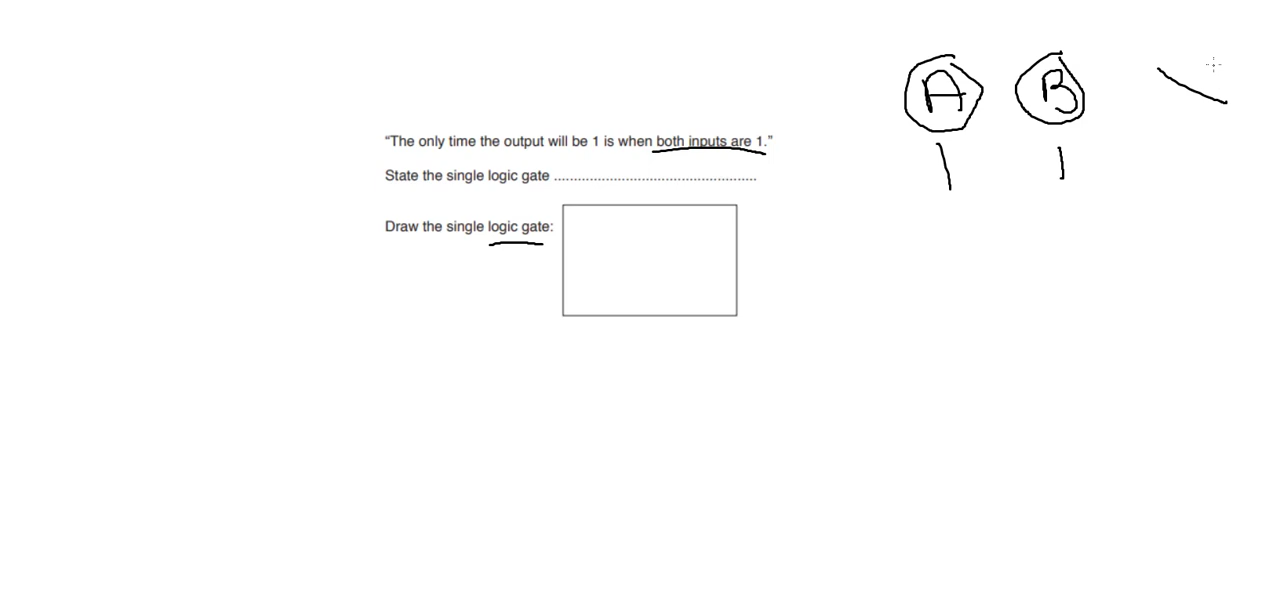 A B
1 1
"The only time the output will be 1 is when both inputs are 1."
State the single logic gate ...................................................
Draw the single logic gate: